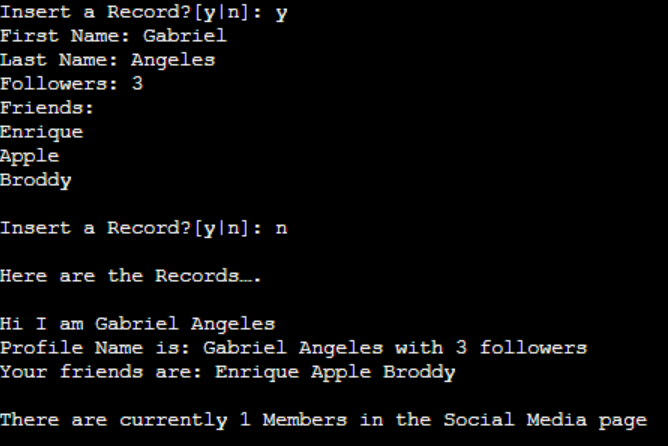 Insert a Record?[y|n]: y
First Name: Gabriel
Last Name: Angeles
Followers: 3
Friends:
Enrique
Apple
Broddy
Insert a Record?[y|n]: n
Here are the Records….
Hi I am Gabriel Angeles
Profile Name is: Gabriel Angeles with 3 followers
Your friends are: Enrique Apple Broddy
There are currently 1 Members in the Social Media page